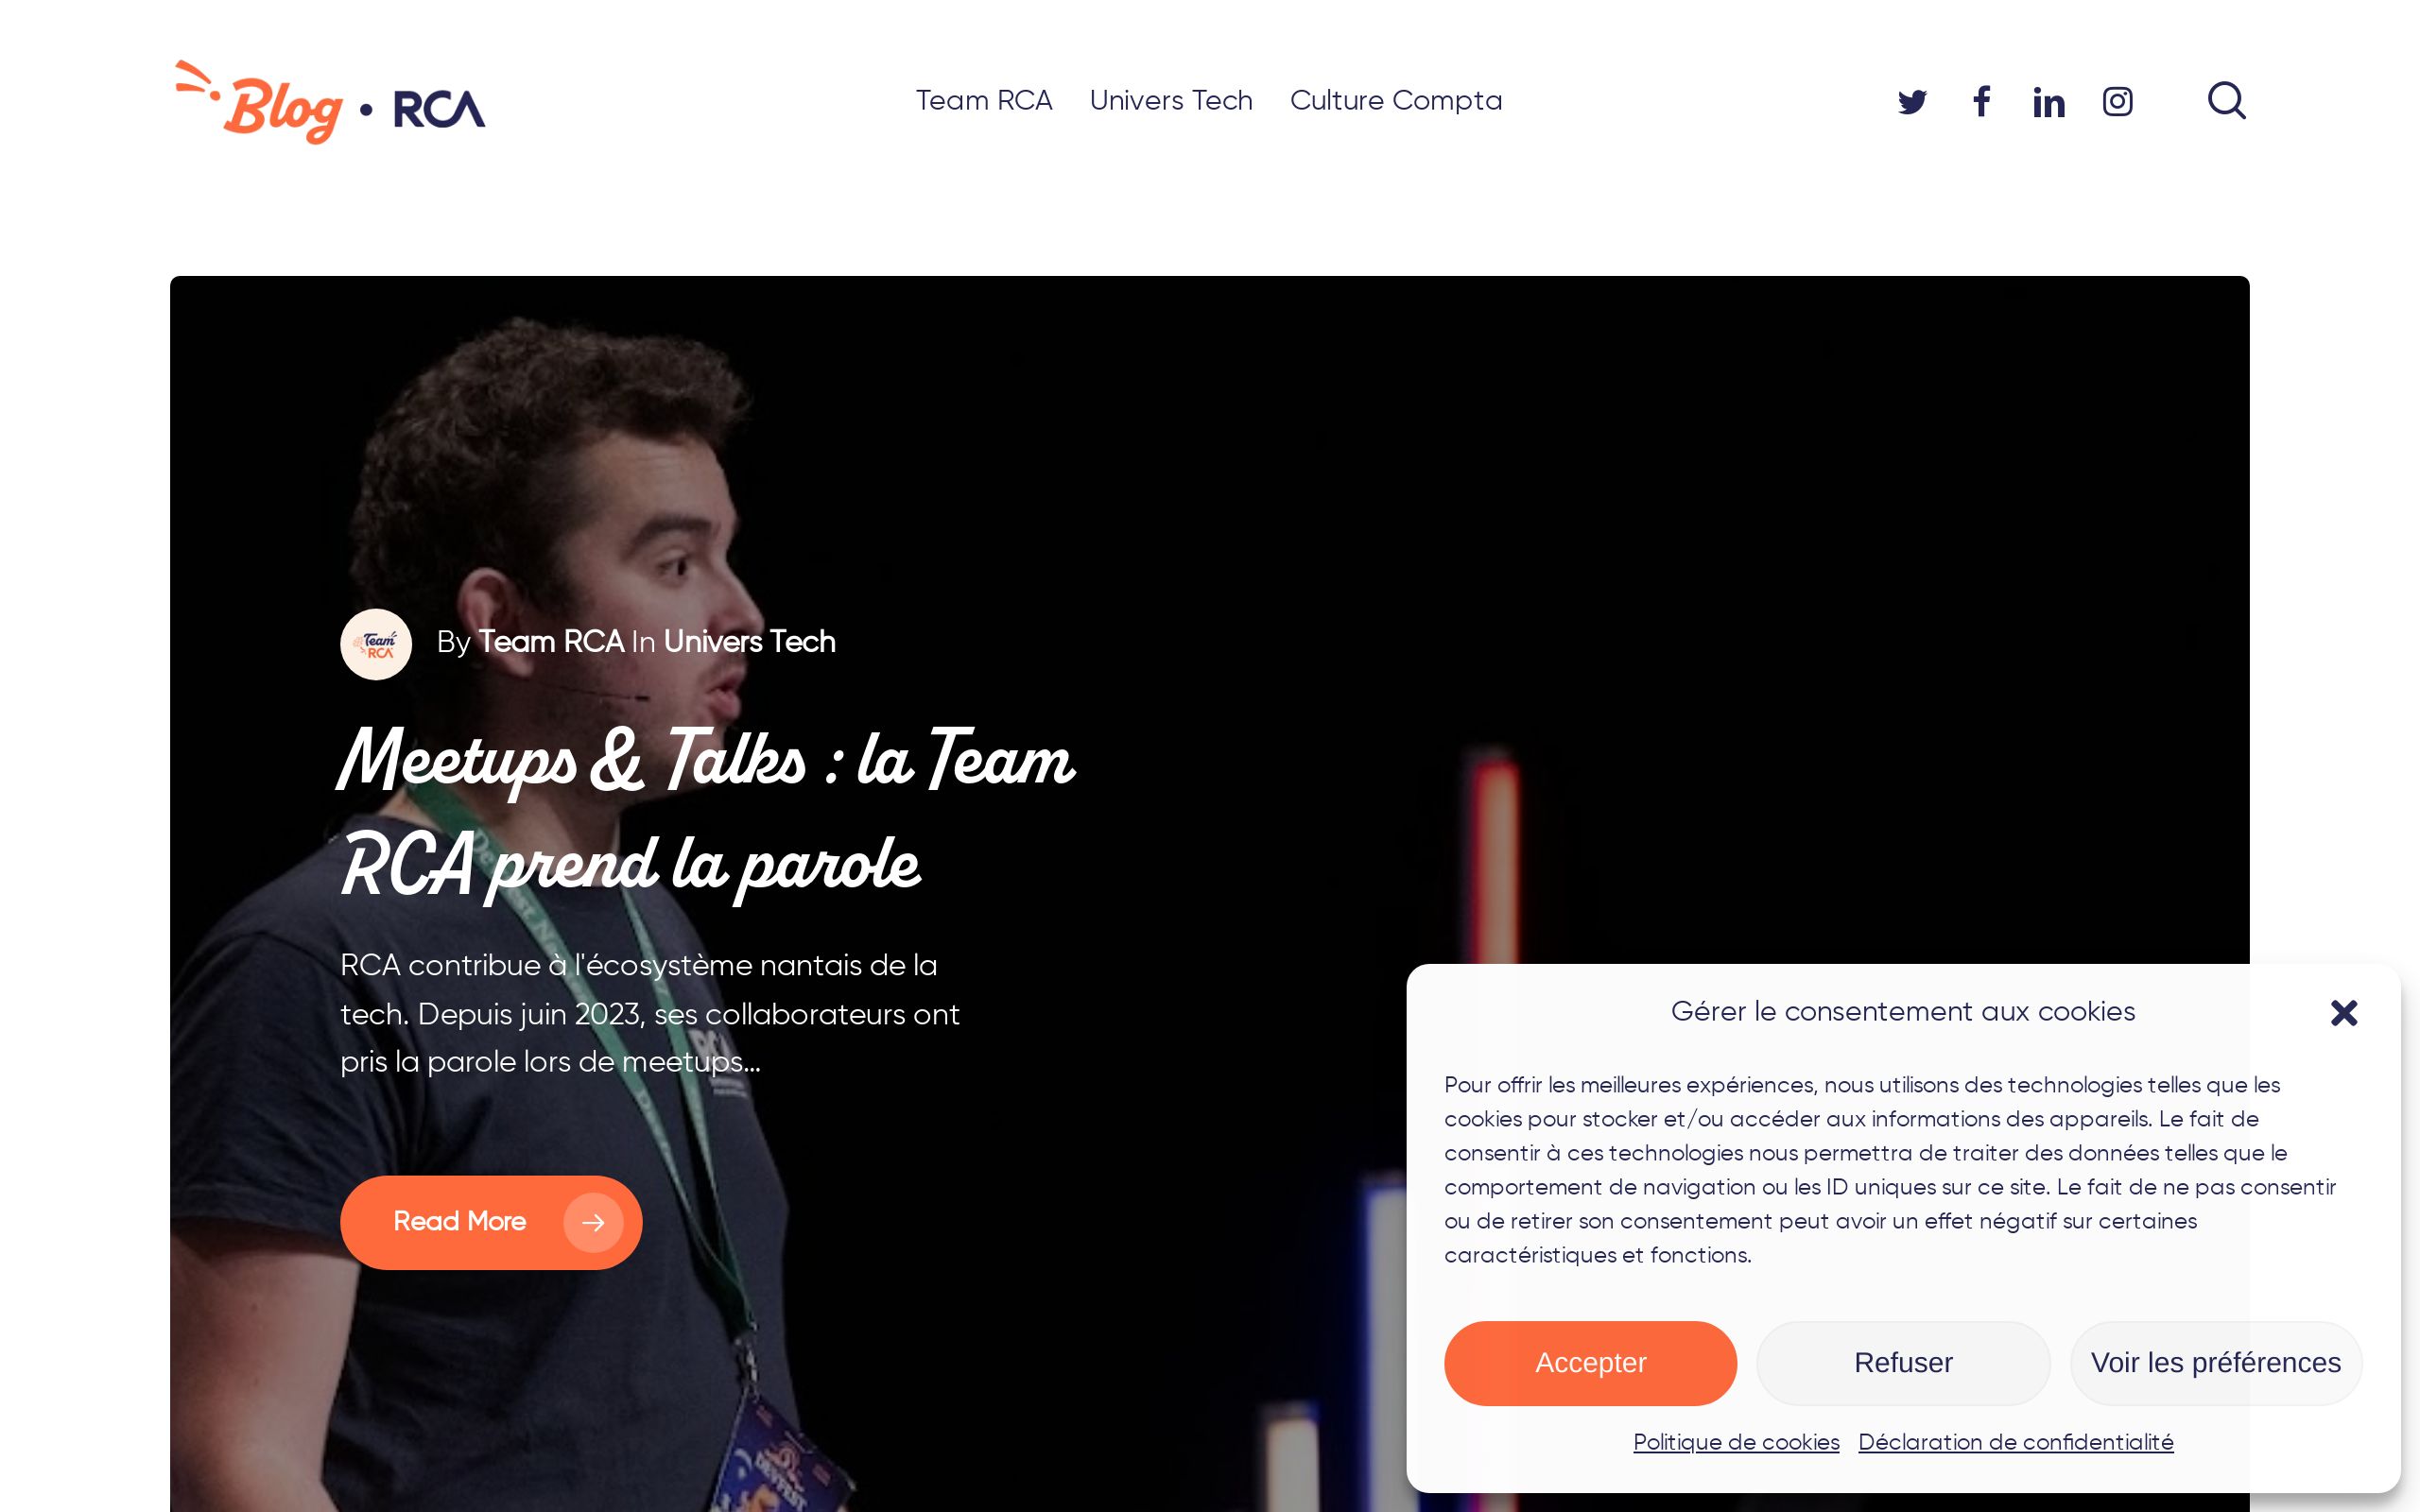 Blog • RCA
Team RCA
Univers Tech
Culture Compta
Team
RCA
By Team RCA In Univers Tech
Meetups & Talks : la Team
RCA prend la parole
RCA contribue à l'écosystème nantais de la
tech. Depuis juin 2023, ses collaborateurs ont
pris la parole lors de meetups...
Read More
DEVFEST
Gérer le consentement aux cookies
Pour offrir les meilleures expériences, nous utilisons des technologies telles que les
cookies pour stocker et/ou accéder aux informations des appareils. Le fait de
consentir à ces technologies nous permettra de traiter des données telles que le
comportement de navigation ou les ID uniques sur ce site. Le fait de ne pas consentir
ou de retirer son consentement peut avoir un effet négatif sur certaines
caractéristiques et fonctions.
Accepter
Refuser
Voir les préférences
Politique de cookies
Déclaration de confidentialité